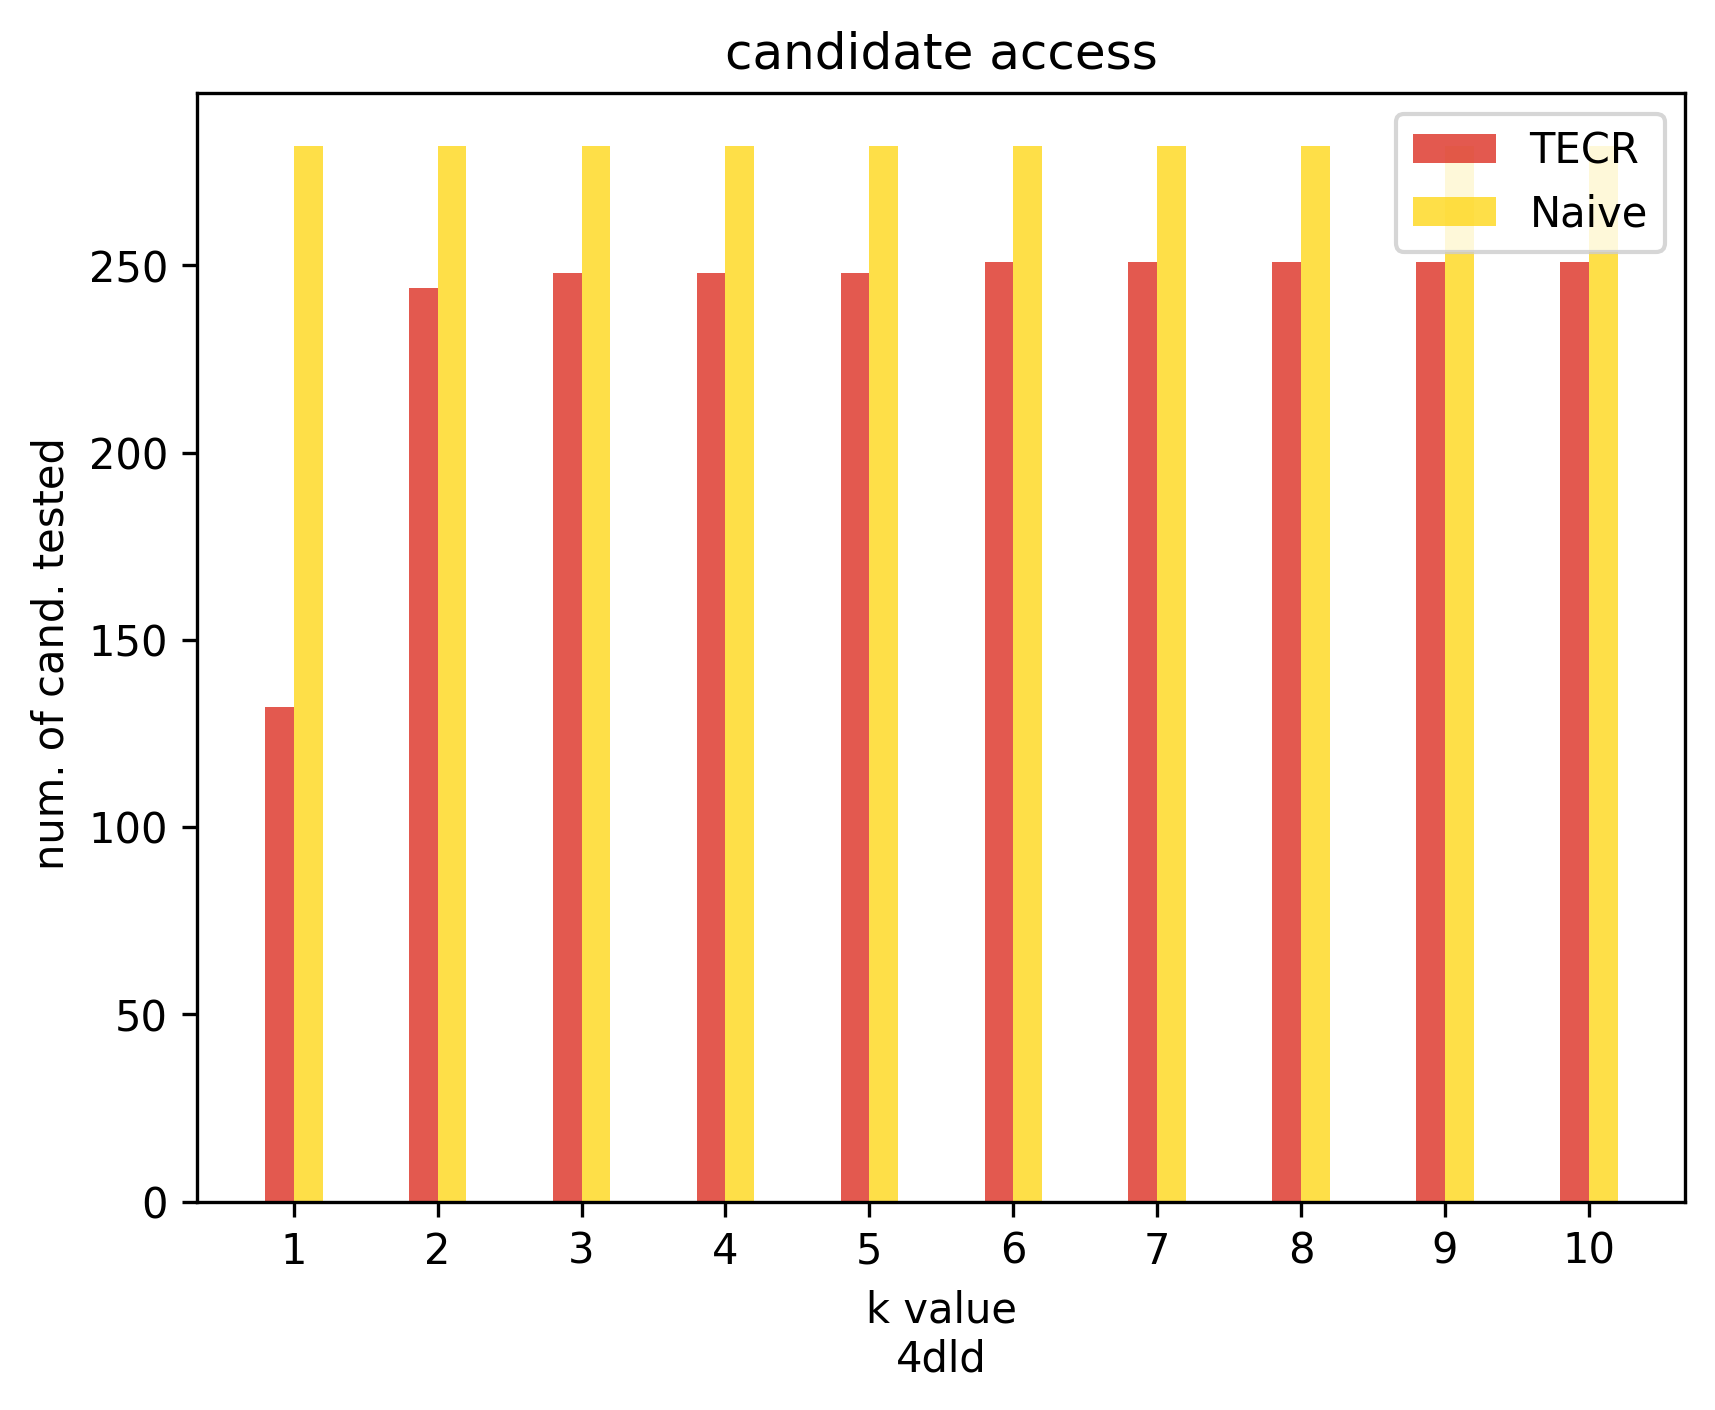 candidate access
TECR
Naive
num. of cand. tested
250
200
150
100
50
0
1 2 3 4 5 6 7 8 9 10
k value
4dld